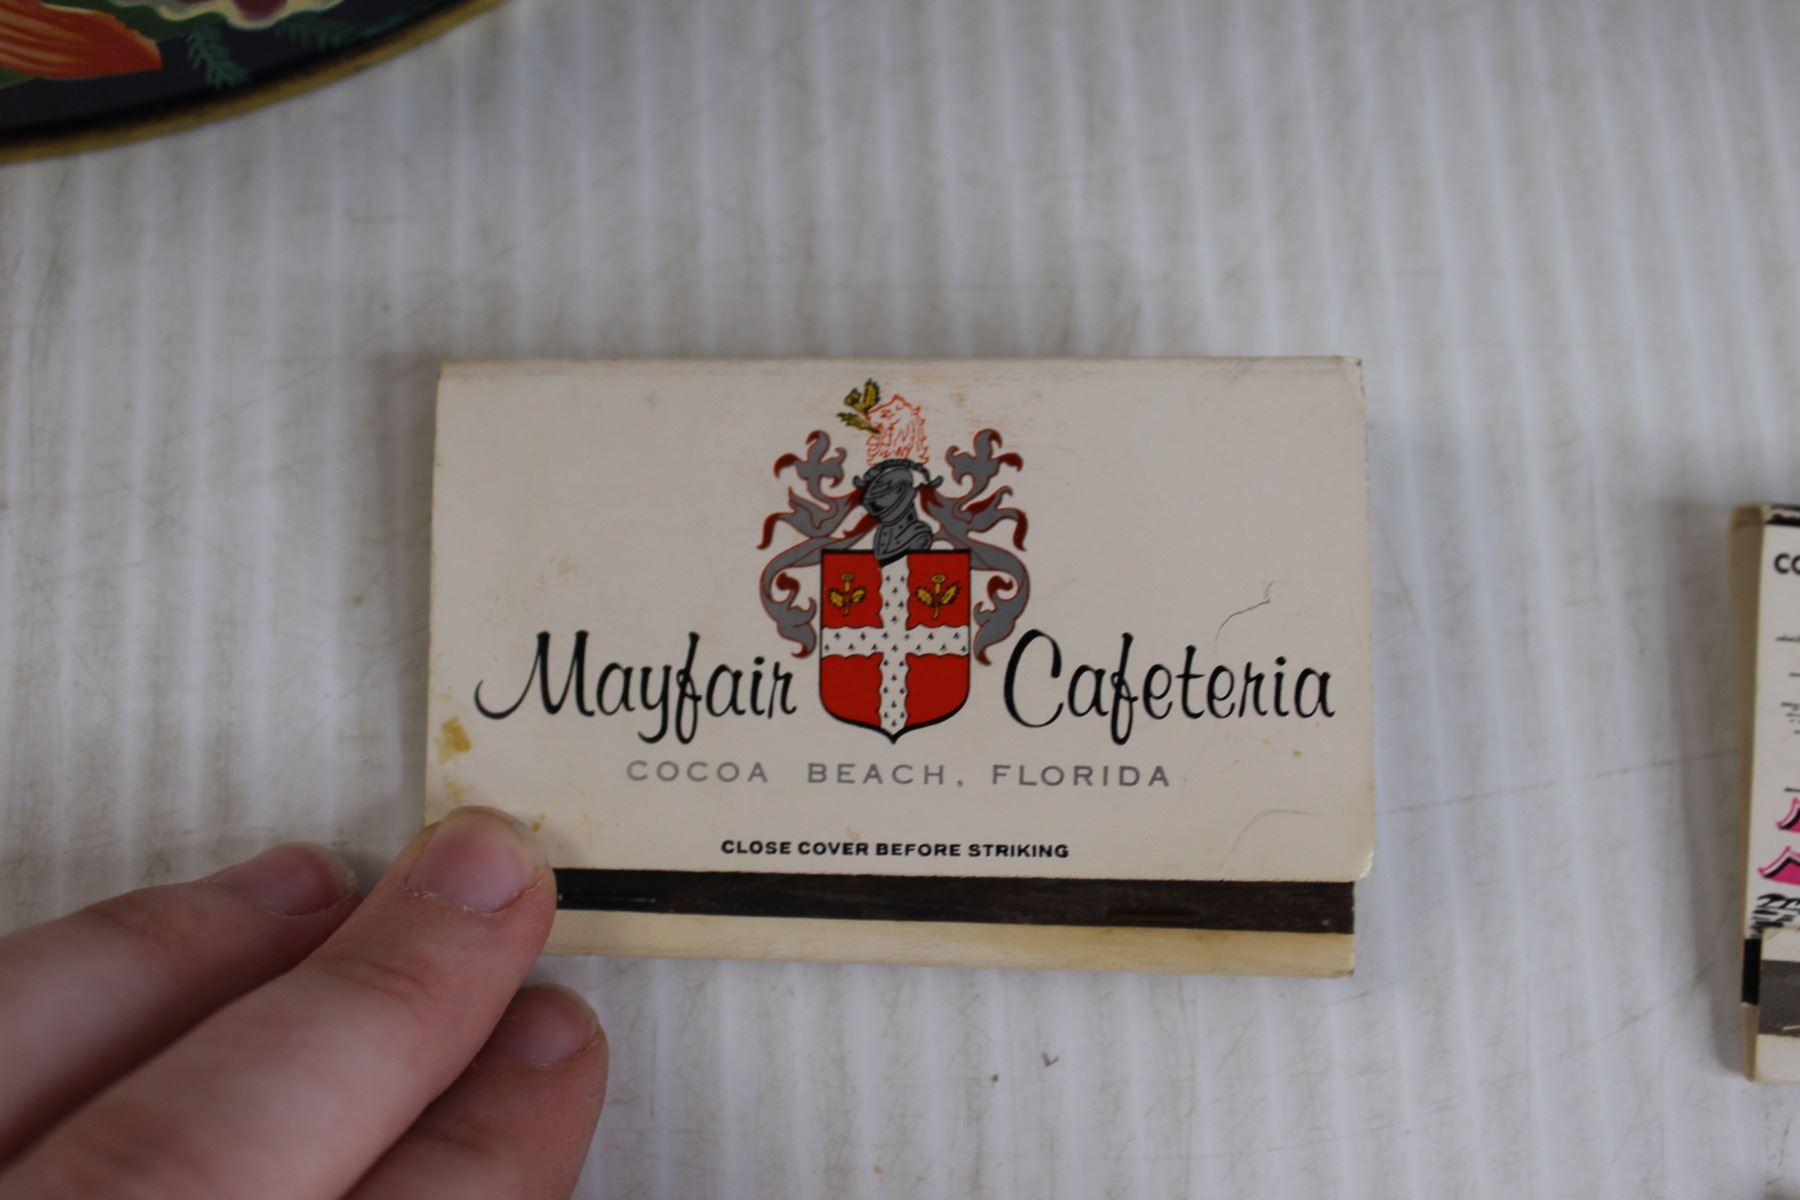 Mayfair Cafeteria
COCOA BEACH, FLORIDA
CLOSE COVER BEFORE STRIKING